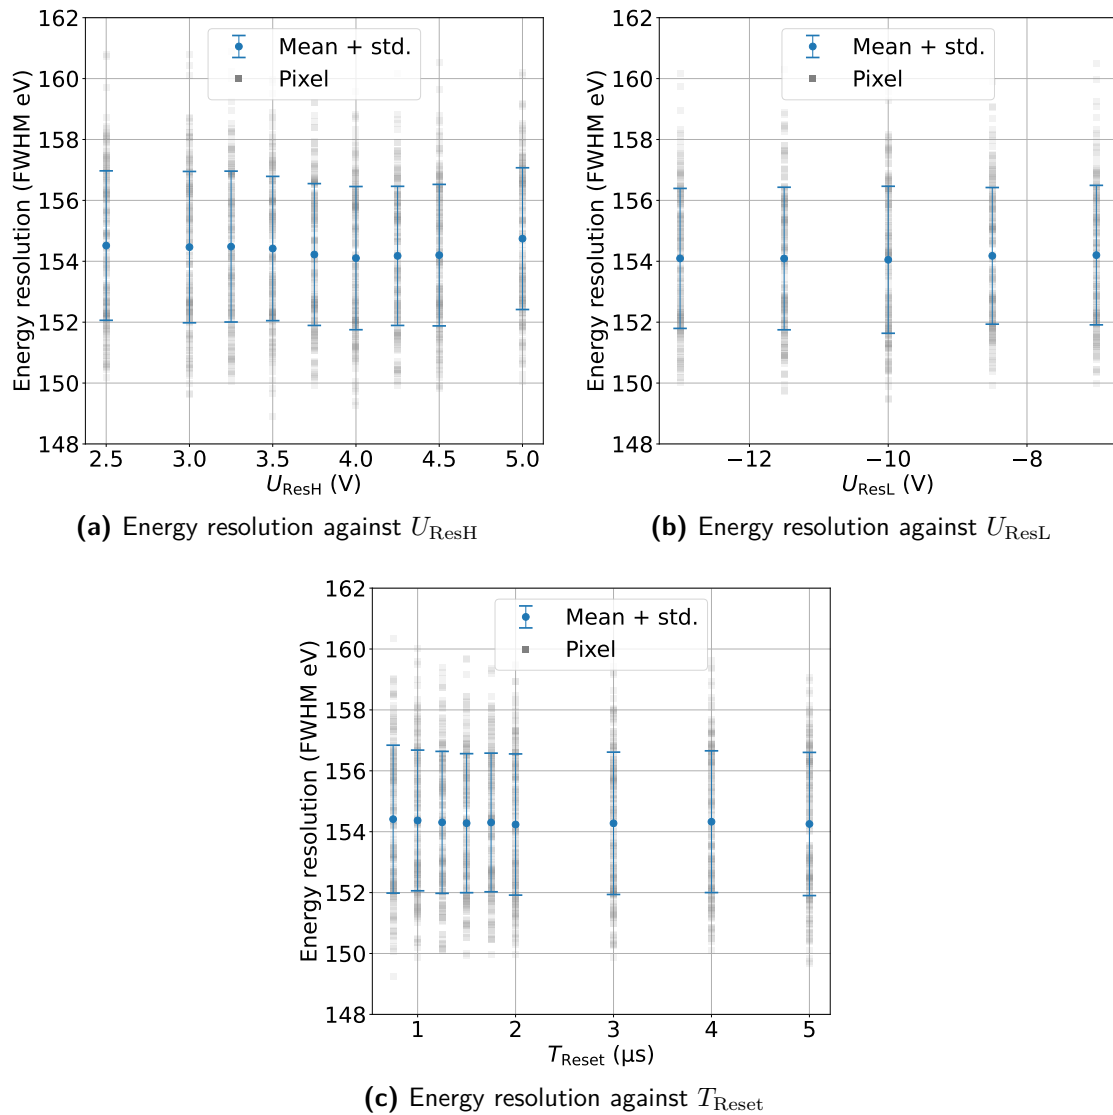 162
160
158
156
154
152
150
148
Energy resolution (FWHM eV)
Mean + std.
Pixel
2.5 3.0 3.5 4.0 4.5 5.0
U_ResH (V)
(a) Energy resolution against U_ResH
162
160
158
156
154
152
150
148
Energy resolution (FWHM eV)
Mean + std.
Pixel
−12 −10 −8
U_ResL (V)
(b) Energy resolution against U_ResL
162
160
158
156
154
152
150
148
Energy resolution (FWHM eV)
Mean + std.
Pixel
1 2 3 4 5
T_Reset (μs)
(c) Energy resolution against T_Reset